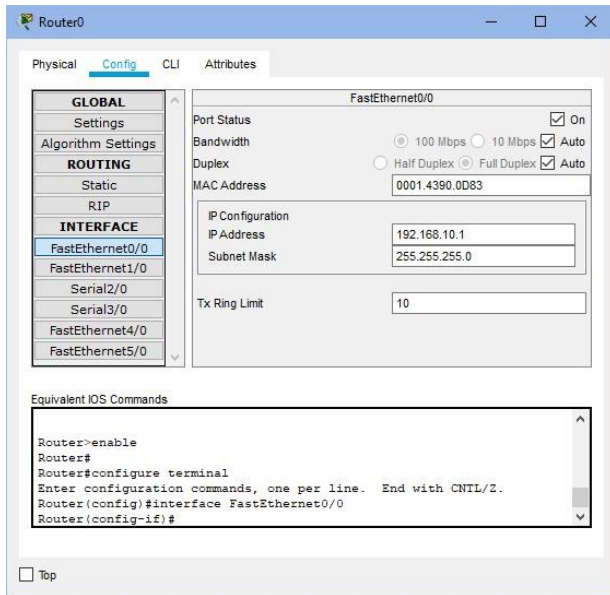 Router0
Physical Config CLI Attributes
GLOBAL
Settings
Algorithm Settings
ROUTING
Static
RIP
INTERFACE
FastEthernet0/0
FastEthernet1/0
Serial2/0
Serial3/0
FastEthernet4/0
FastEthernet5/0
FastEthernet0/0
Port Status On
Bandwidth 100 Mbps 10 Mbps Auto
Duplex Half Duplex Full Duplex Auto
MAC Address 0001.4390.0D83
IP Configuration
IP Address 192.168.10.1
Subnet Mask 255.255.255.0
Tx Ring Limit 10
Equivalent IOS Commands
Router>enable
Router#
Router#configure terminal
Enter configuration commands, one per line. End with CNTL/Z.
Router(config)#interface FastEthernet0/0
Router(config-if)#
Top